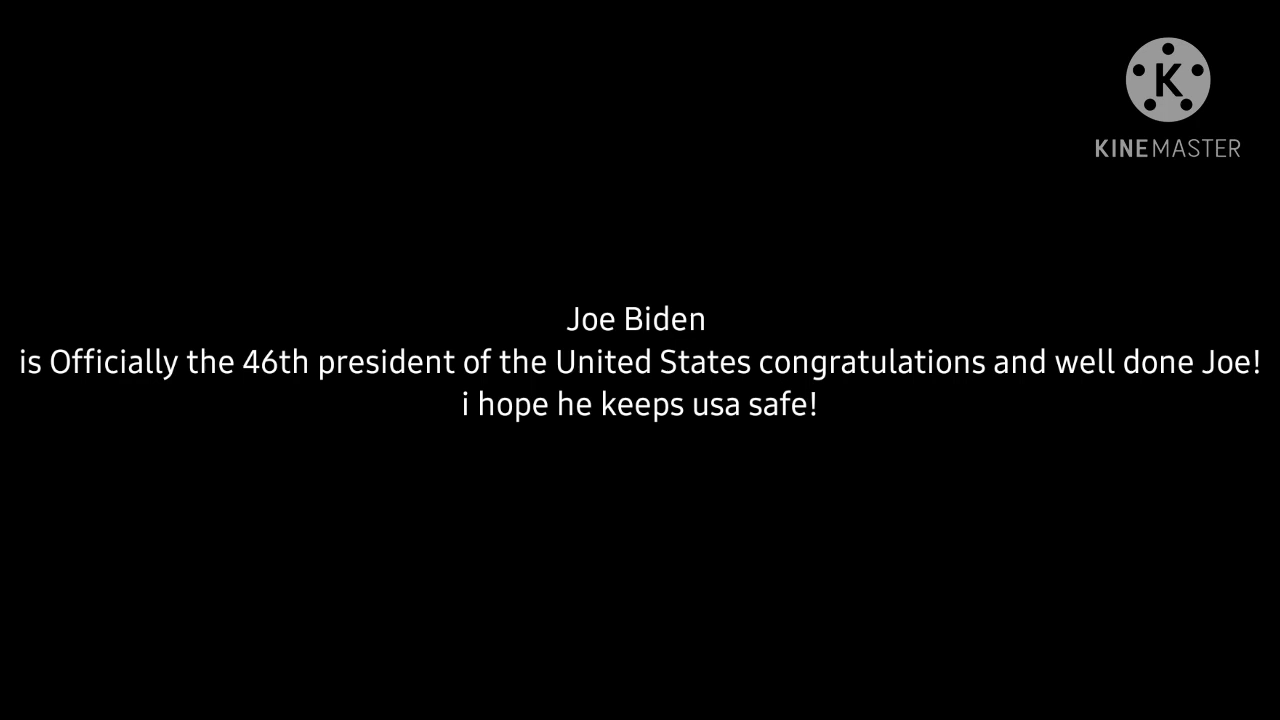 K
KINEMASTER
Joe Biden
is Officially the 46th president of the United States congratulations and well done Joe!
i hope he keeps usa safe!